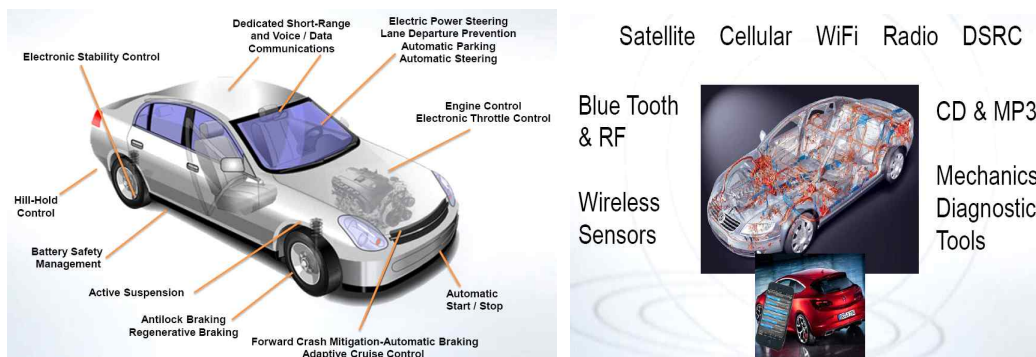 Dedicated Short-Range
and Voice / Data
Communications
Electric Power Steering
Lane Departure Prevention
Automatic Parking
Automatic Steering
Electronic Stability Control
Engine Control
Electronic Throttle Control
Hill-Hold
Control
Battery Safety
Management
Active Suspension
Automatic
Start / Stop
Antilock Braking
Regenerative Braking
Forward Crash Mitigation-Automatic Braking
Adaptive Cruise Control
Satellite Cellular WiFi Radio DSRC
Blue Tooth
& RF
CD & MP3
Wireless
Sensors
Mechanics
Diagnostic
Tools